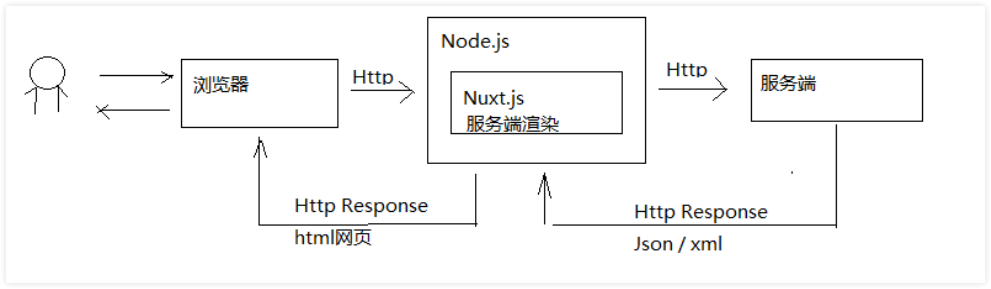 浏览器
Http
Node.js
Nuxt.js
服务端渲染
Http
服务端
Http Response
html网页
Http Response
Json / xml